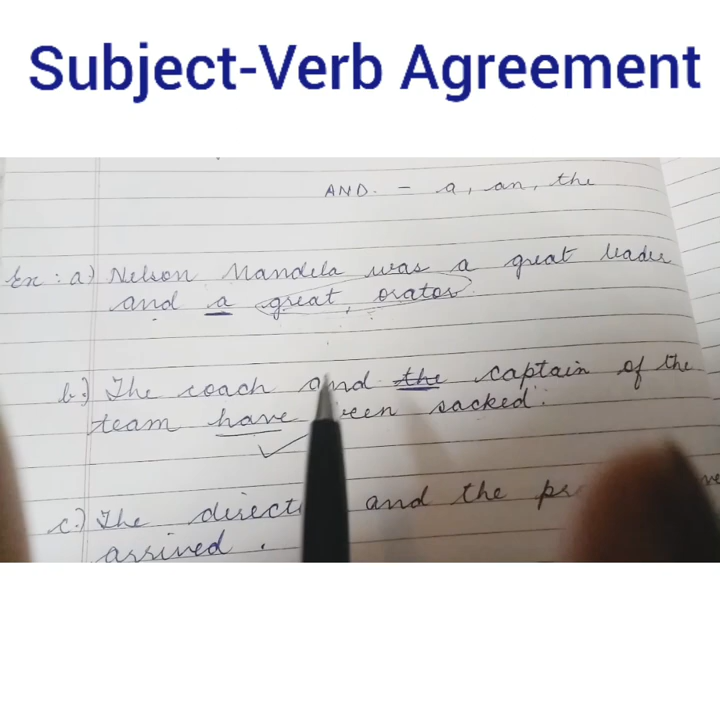 Subject-Verb Agreement
AND. - a, an, the
Ex: a) Nelson Mandela was a great leader
and a great, orator.
b.) The coach and the captain of the
team have been sacked.
c.) The and the
arrived.